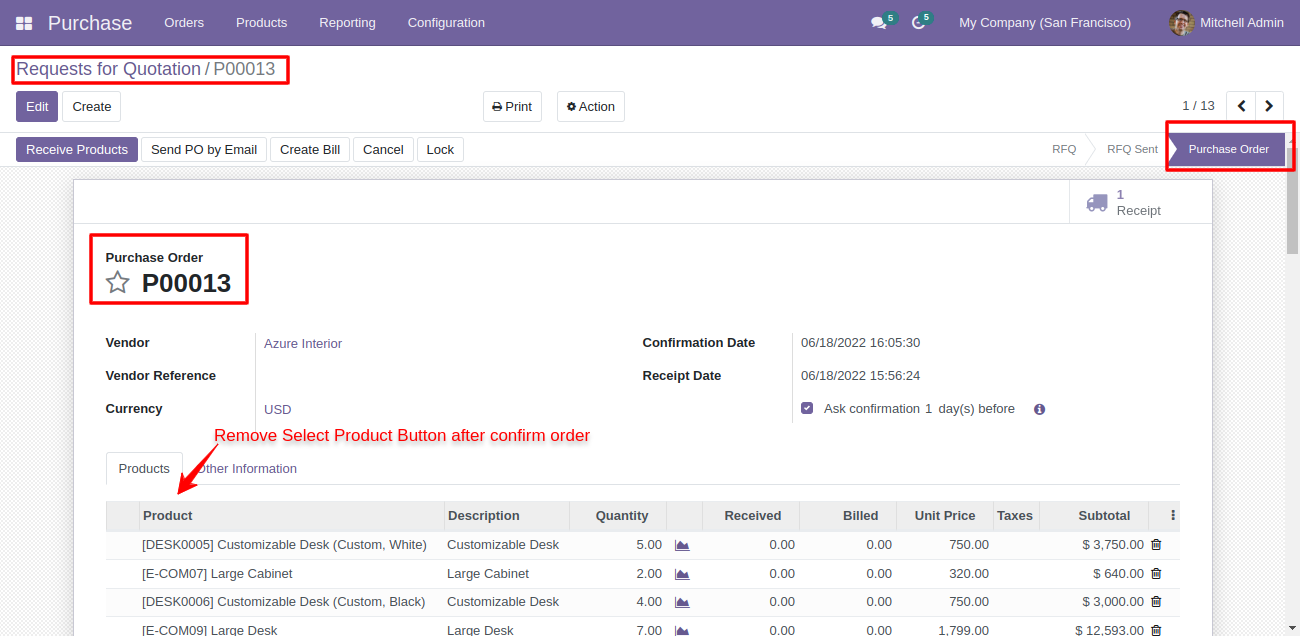 Purchase Orders Products Reporting Configuration 5 5 My Company (San Francisco) Mitchell Admin
Requests for Quotation / P00013
Edit Create Print Action 1 / 13
Receive Products Send PO by Email Create Bill Cancel Lock RFQ RFQ Sent Purchase Order
1
Receipt
Purchase Order
P00013
Vendor Azure Interior Confirmation Date 06/18/2022 16:05:30
Vendor Reference Receipt Date 06/18/2022 15:56:24
Currency USD Ask confirmation 1 day(s) before
Remove Select Product Button after confirm order
Products Other Information
Product Description Quantity Received Billed Unit Price Taxes Subtotal
[DESK0005] Customizable Desk (Custom, White) Customizable Desk 5.00 0.00 0.00 750.00 $ 3,750.00
[E-COM07] Large Cabinet Large Cabinet 2.00 0.00 0.00 320.00 $ 640.00
[DESK0006] Customizable Desk (Custom, Black) Customizable Desk 4.00 0.00 0.00 750.00 $ 3,000.00
[E-COM09] Large Desk Large Desk 7.00 0.00 0.00 1,799.00 $ 12,593.00